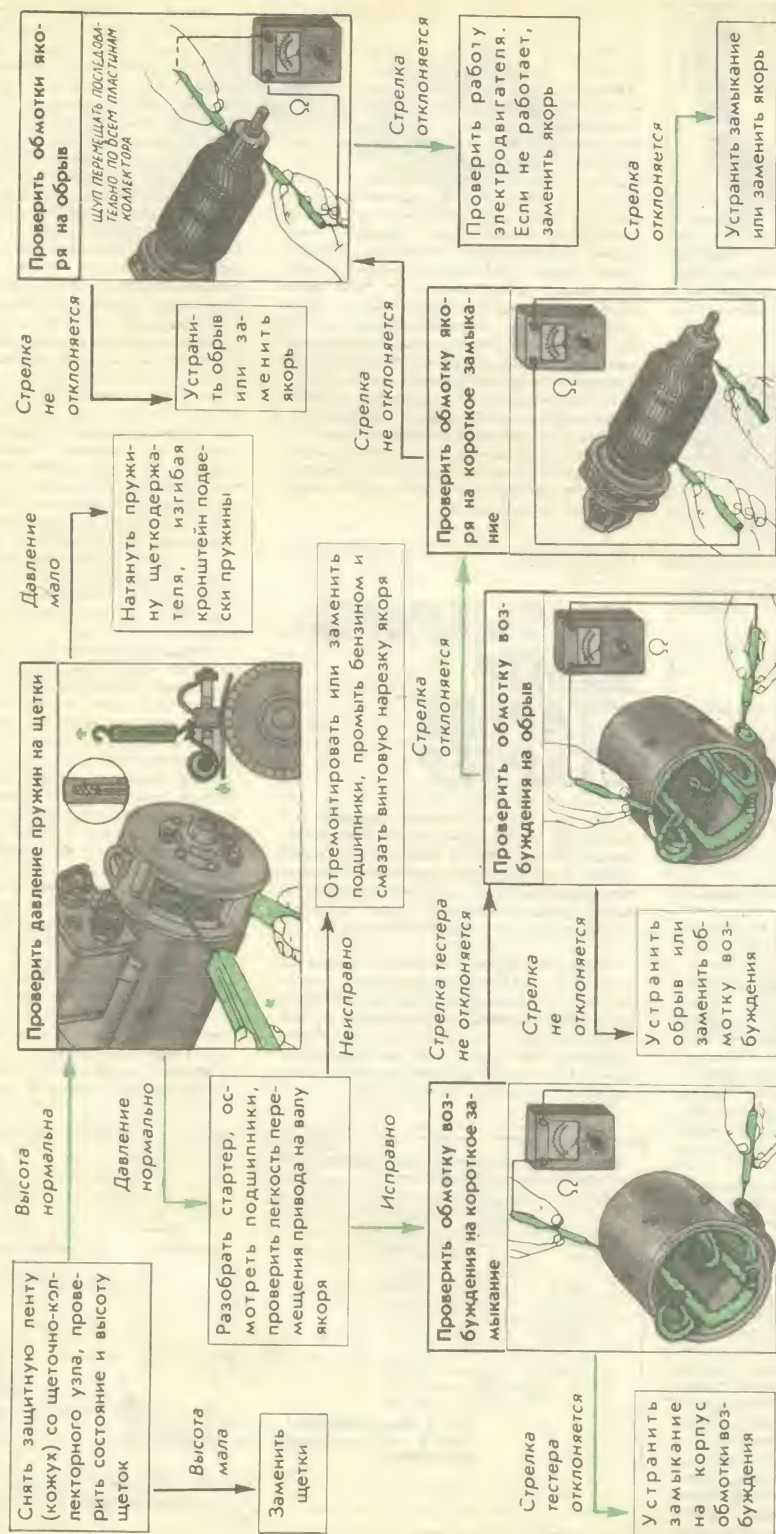 Снять защитную ленту
(кожух) со щеточно-кол-
лекторного узла, прове-
рить состояние и высоту
щеток
Высота
мала
Заменить
щетки
Высота
нормальна
Проверить давление пружин на щетки
Давление
мало
Натянуть пружи-
ну щеткодержа-
теля, изгибая
кронштейн подве-
ски пружины
Давление
нормально
Разобрать стартер, ос-
мотреть подшипники,
проверить легкость пере-
мещения привода на валу
якоря
Неисправно
Отремонтировать или заменить
подшипники, промыть бензином и
смазать винтовую нарезку якоря
Исправно
Проверить обмотку воз-
буждения на короткое за-
мыкание
Ω
Стрелка
тестера
отклоняется
Устранить
замыкание
на корпус
обмотки воз-
буждения
Стрелка тестера
не отклоняется
Проверить обмотку воз-
буждения на обрыв
Ω
Стрелка
не
отклоняется
Устранить
обрыв или
заменить об-
мотку воз-
буждения
Стрелка
отклоняется
Проверить обмотку яко-
ря на короткое замыка-
ние
Ω
Стрелка
отклоняется
Устранить замыкание
или заменить якорь
Стрелка
не отклоняется
Проверить обмотки яко-
ря на обрыв
ЩУП ПЕРЕМЕЩАТЬ ПОСЛЕДОВА-
ТЕЛЬНО ПО ВСЕМ ПЛАСТИНАМ
КОЛЛЕКТОРА
Ω
Стрелка
не
отклоняется
Устрани-
ть обрыв
или за-
менить
якорь
Стрелка
отклоняется
Проверить работу
электродвигателя.
Если не работает,
заменить якорь